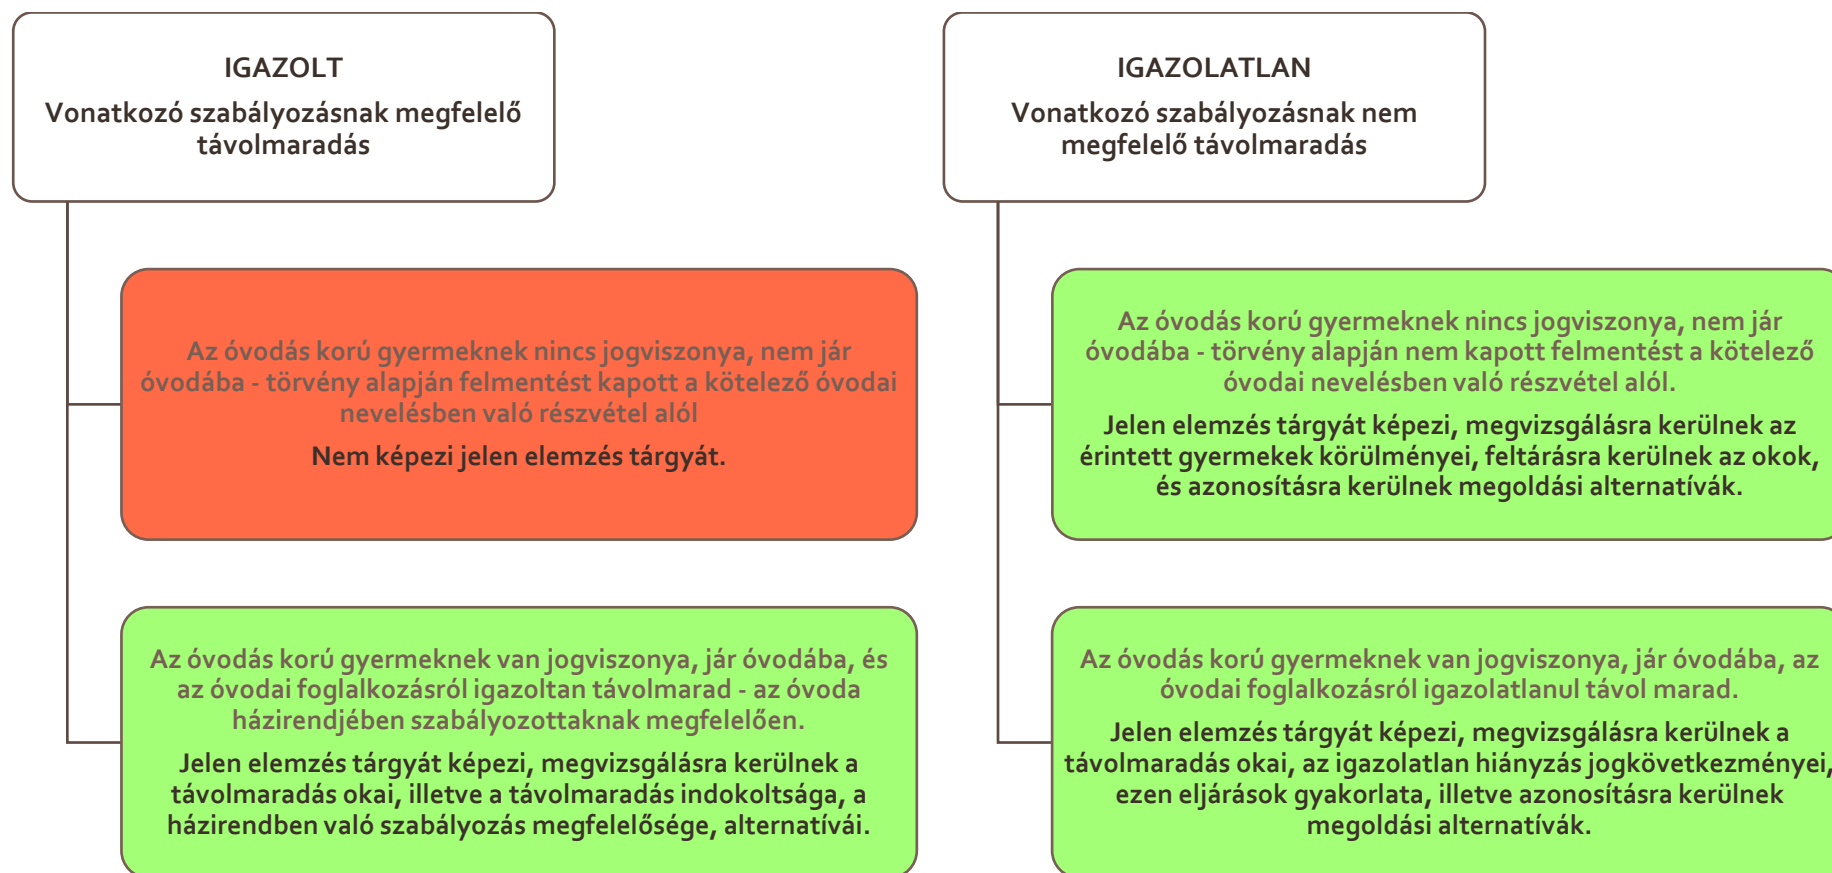 IGAZOLT
Vonatkozó szabályozásnak megfelelő
távolmaradás
Az óvodás korú gyermeknek nincs jogviszonya, nem jár
óvodába - törvény alapján felmentést kapott a kötelező óvodai
nevelésben való részvétel alól
Nem képezi jelen elemzés tárgyát.
Az óvodás korú gyermeknek van jogviszonya, jár óvodába, és
az óvodai foglalkozásról igazoltan távolmarad - az óvoda
házirendjében szabályozottaknak megfelelően.
Jelen elemzés tárgyát képezi, megvizsgálásra kerülnek a
távolmaradás okai, illetve a távolmaradás indokoltsága, a
házirendben való szabályozás megfelelősége, alternatívái.
IGAZOLATLAN
Vonatkozó szabályozásnak nem
megfelelő távolmaradás
Az óvodás korú gyermeknek nincs jogviszonya, nem jár
óvodába - törvény alapján nem kapott felmentést a kötelező
óvodai nevelésben való részvétel alól.
Jelen elemzés tárgyát képezi, megvizsgálásra kerülnek az
érintett gyermekek körülményei, feltárásra kerülnek az okok,
és azonosításra kerülnek megoldási alternatívák.
Az óvodás korú gyermeknek van jogviszonya, jár óvodába, az
óvodai foglalkozásról igazolatlanul távol marad.
Jelen elemzés tárgyát képezi, megvizsgálásra kerülnek a
távolmaradás okai, az igazolatlan hiányzás jogkövetkezményei,
ezen eljárások gyakorlata, illetve azonosításra kerülnek
megoldási alternatívák.